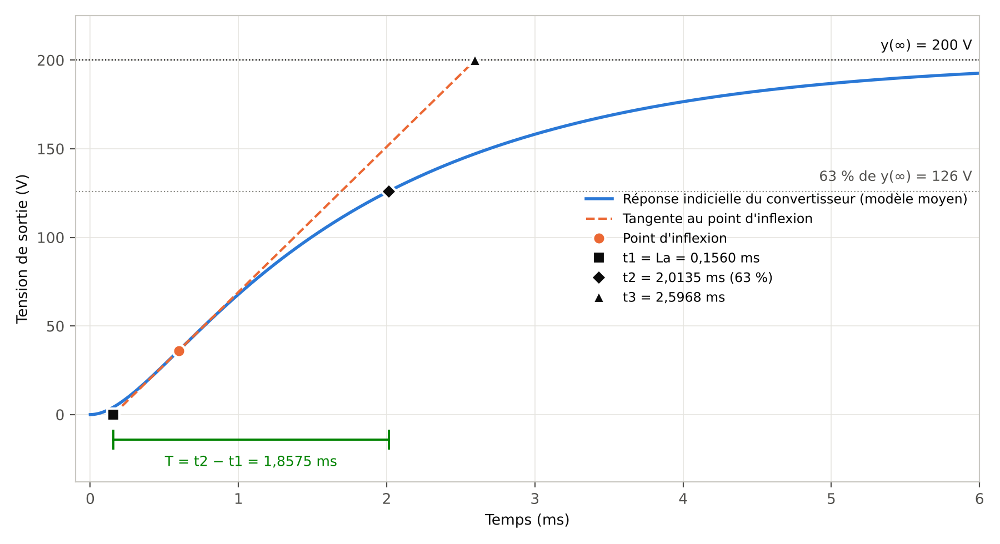 y(∞) = 200 V
63 % de y(∞) = 126 V
Réponse indicielle du convertisseur (modèle moyen)
Tangente au point d'inflexion
Point d'inflexion
t1 = La = 0,1560 ms
t2 = 2,0135 ms (63 %)
t3 = 2,5968 ms
T = t2 − t1 = 1,8575 ms
Tension de sortie (V)
200
150
100
50
0
0 1 2 3 4 5 6
Temps (ms)